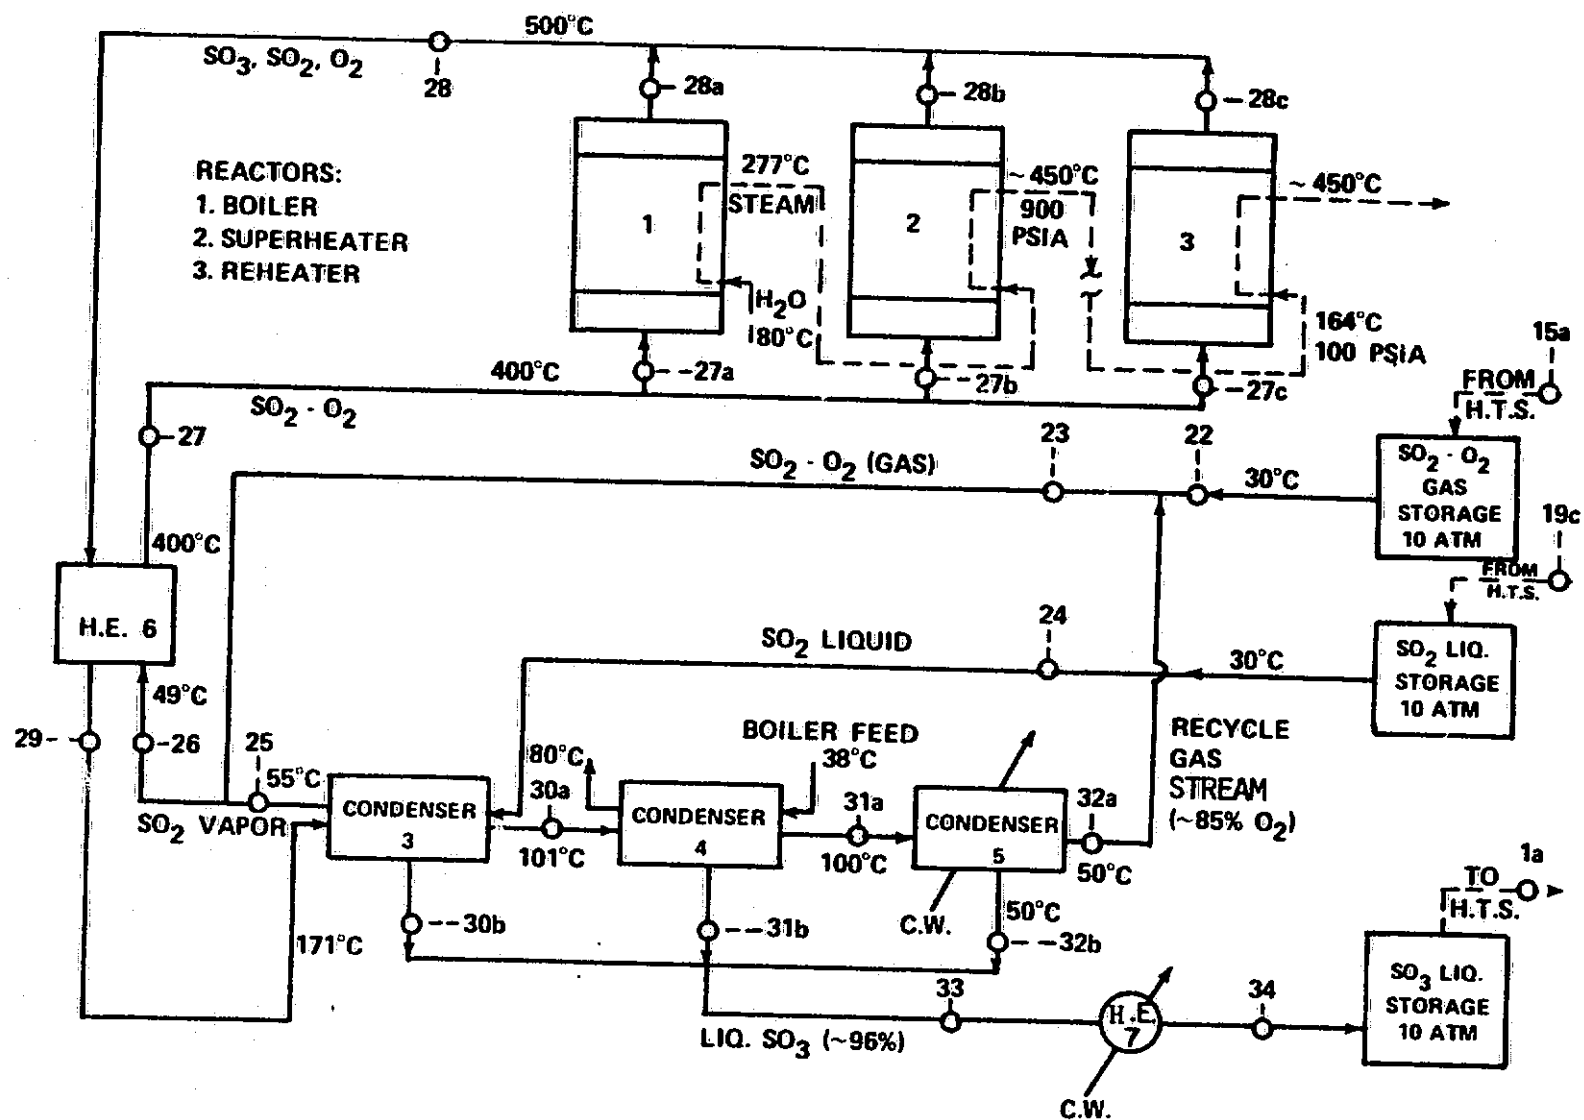 500°C
SO3, SO2, O2
28
28a
28b
28c
REACTORS:
1. BOILER
2. SUPERHEATER
3. REHEATER
1
277°C
STEAM
H2O
80°C
2
~450°C
900
PSIA
3
~450°C
164°C
100 PSIA
400°C
27a
27b
27c
SO2 - O2
27
15a
FROM
H.T.S.
SO2 - O2
GAS
STORAGE
10 ATM
23
22
SO2 - O2 (GAS)
30°C
19c
FROM
H.T.S.
400°C
H.E. 6
49°C
24
SO2 LIQUID
30°C
SO2 LIQ.
STORAGE
10 ATM
29
26
25
55°C
SO2 VAPOR
CONDENSER
3
30a
101°C
80°C
BOILER FEED
38°C
CONDENSER
4
31a
100°C
CONDENSER
5
32a
50°C
RECYCLE
GAS
STREAM
(~85% O2)
C.W.
50°C
30b
31b
32b
171°C
1a
TO
H.T.S.
33
H.E.
7
34
SO3 LIQ.
STORAGE
10 ATM
LIQ. SO3 (~96%)
C.W.